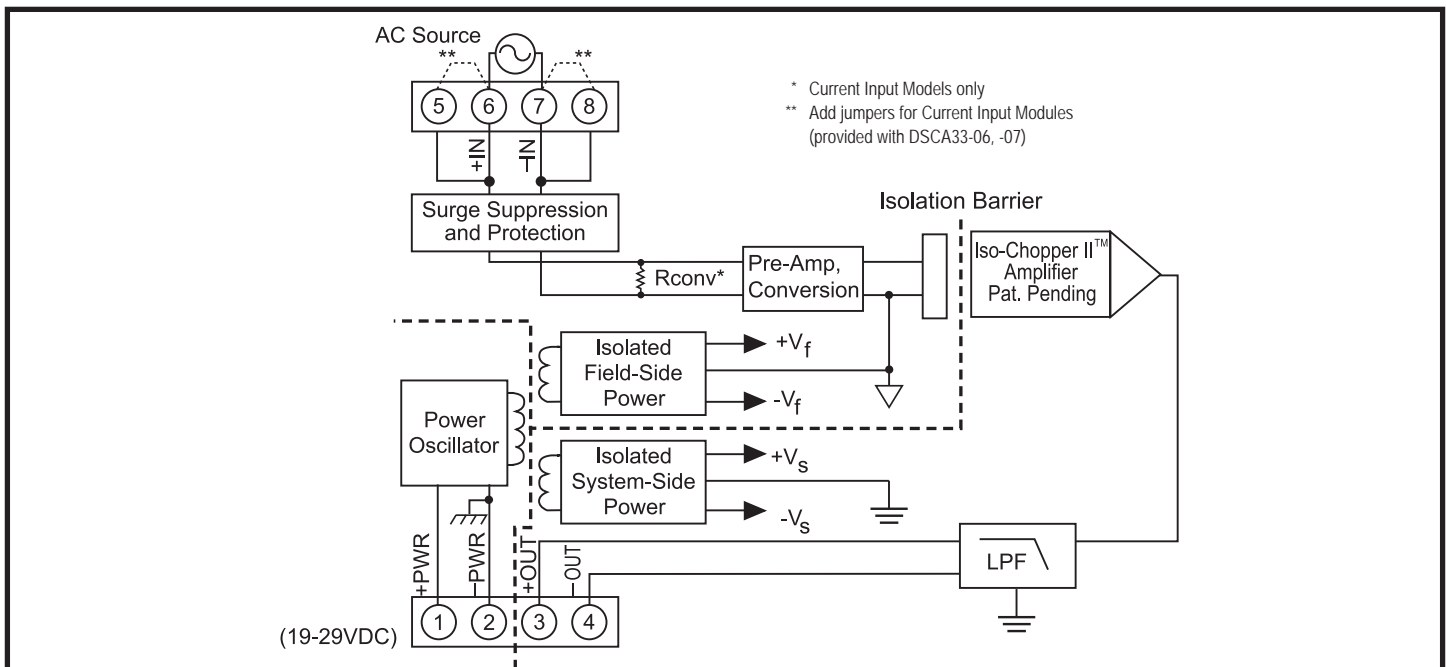 AC Source
**
**
5
6
7
8
* Current Input Models only
** Add jumpers for Current Input Modules
(provided with DSCA33-06, -07)
+IN
–IN
Surge Suppression
and Protection
Isolation Barrier
Rconv*
Pre-Amp,
Conversion
Iso-Chopper II™
Amplifier
Pat. Pending
Isolated
Field-Side
Power
+Vf
-Vf
Power
Oscillator
Isolated
System-Side
Power
+Vs
-Vs
+PWR
–PWR
+OUT
–OUT
LPF
(19-29VDC)
1
2
3
4